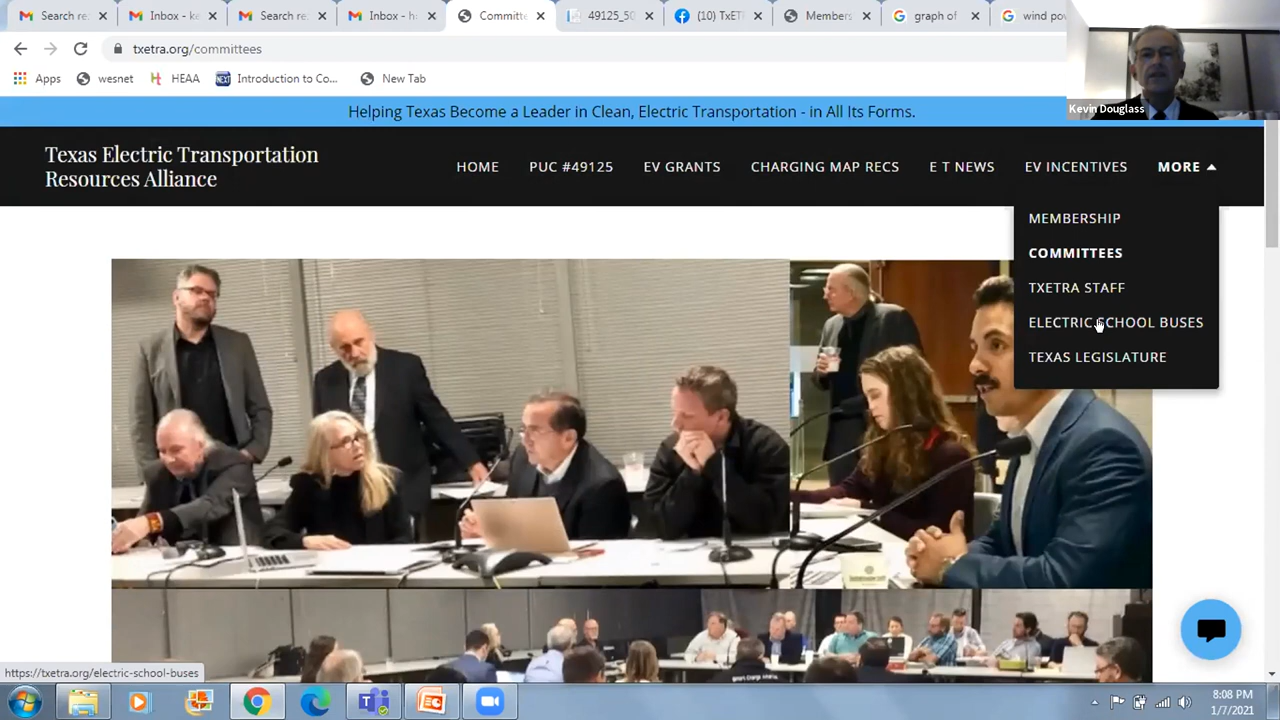 Search re
Inbox - ke
Search re
Inbox - ha
Committe
49125_50
(10) TxET
Members
graph of
wind pov
txetra.org/committees
Apps
wesnet
HEAA
Introduction to Co...
New Tab
Kevin Douglass
Helping Texas Become a Leader in Clean, Electric Transportation - in All Its Forms.
Texas Electric Transportation
Resources Alliance
HOME
PUC #49125
EV GRANTS
CHARGING MAP RECS
E T NEWS
EV INCENTIVES
MORE
MEMBERSHIP
COMMITTEES
TXETRA STAFF
ELECTRIC SCHOOL BUSES
TEXAS LEGISLATURE
https://txetra.org/electric-school-buses
8:08 PM
1/7/2021